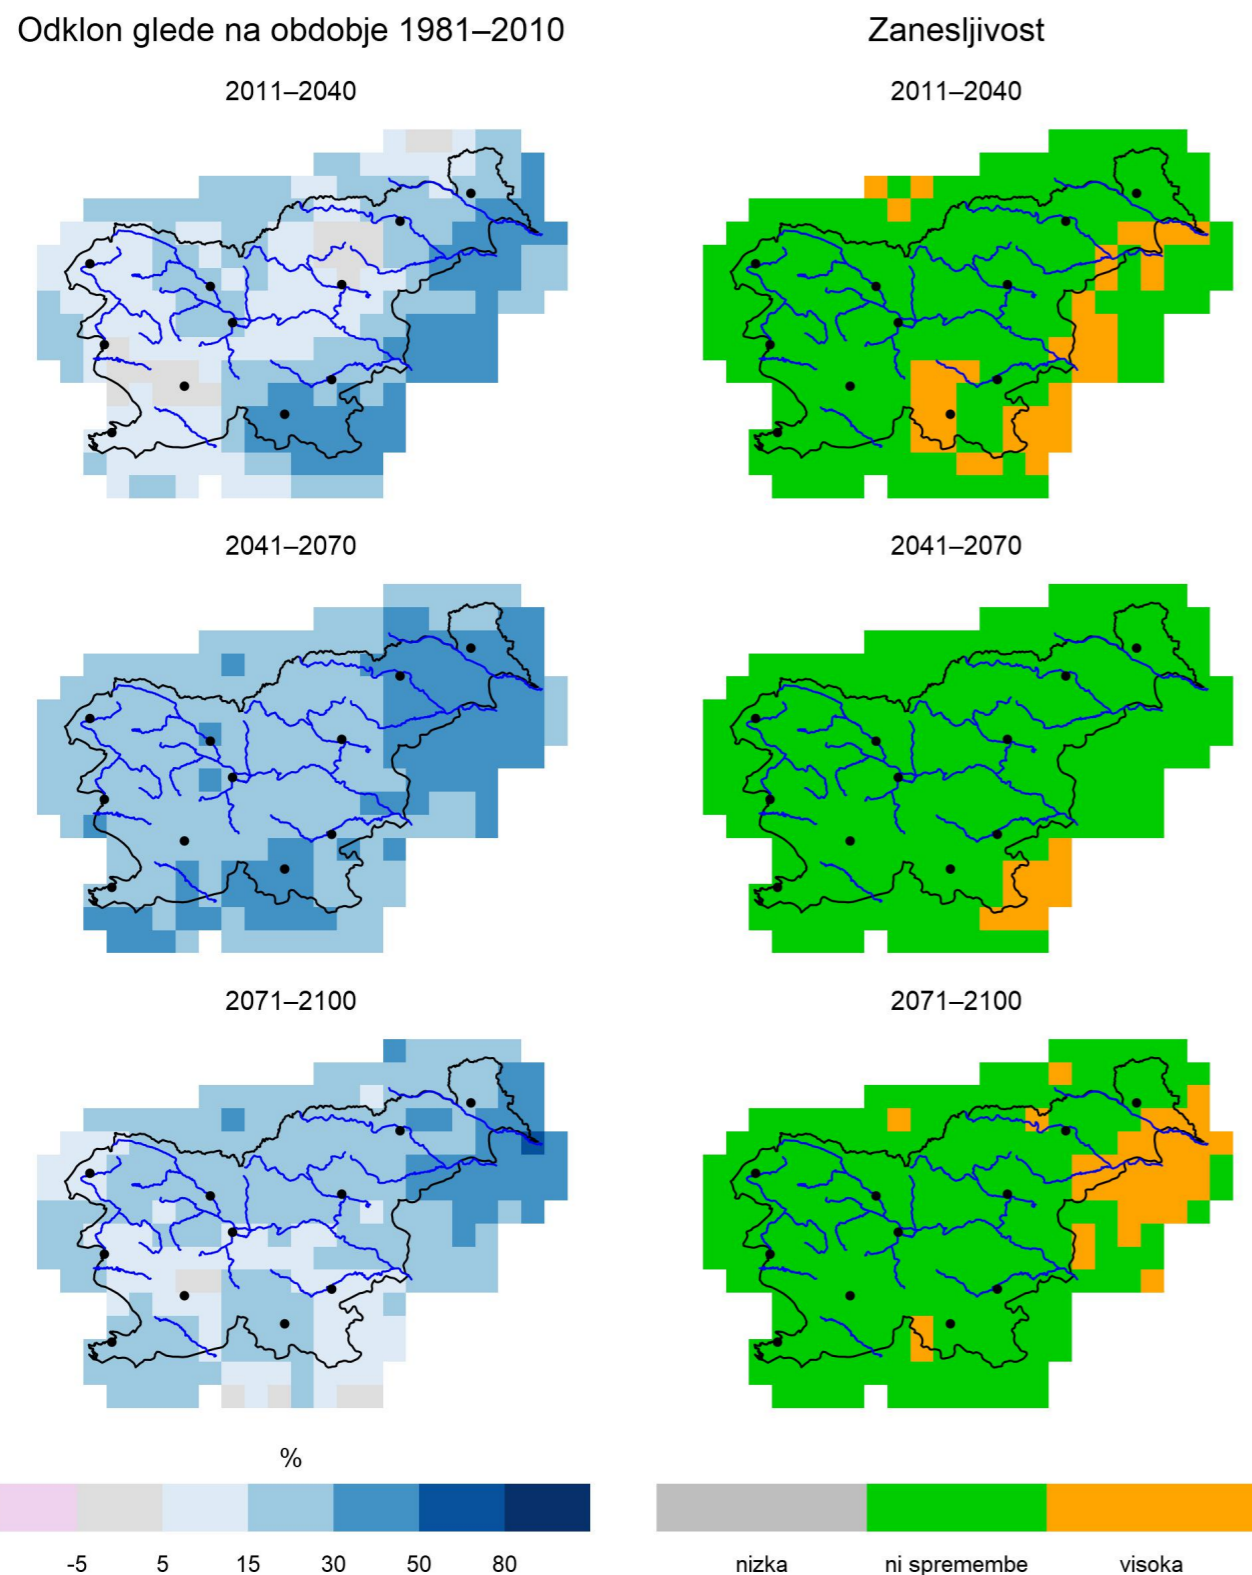 Odklon glede na obdobje 1981–2010
Zanesljivost
2011–2040
2011–2040
2041–2070
2041–2070
2071–2100
2071–2100
%
-5 5 15 30 50 80
nizka ni spremembe visoka